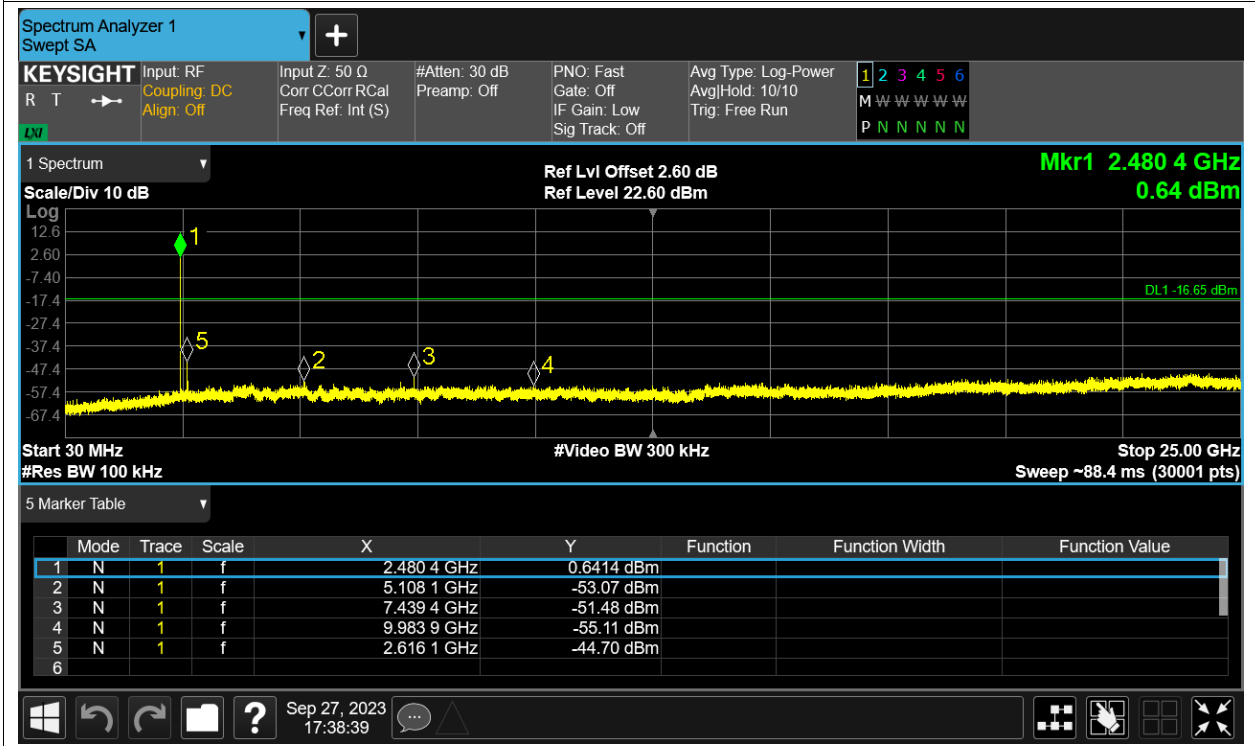 Spectrum Analyzer 1
Swept SA
+
KEYSIGHT Input: RF Input Z: 50 Ω #Atten: 30 dB PNO: Fast Avg Type: Log-Power 1 2 3 4 5 6
R T Coupling: DC Corr CCorr RCal Preamp: Off Gate: Off Avg|Hold: 10/10 M W W W W W
Align: Off Freq Ref: Int (S) IF Gain: Low Trig: Free Run
LXI Sig Track: Off P N N N N N
1 Spectrum Ref Lvl Offset 2.60 dB Mkr1 2.480 4 GHz
Scale/Div 10 dB Ref Level 22.60 dBm 0.64 dBm
Log
12.6
1
2.60
-7.40
DL1 -16.65 dBm
-17.4
-27.4
-37.4
5
2
3
4
-47.4
-57.4
-67.4
Start 30 MHz #Video BW 300 kHz Stop 25.00 GHz
#Res BW 100 kHz Sweep ~88.4 ms (30001 pts)
5 Marker Table
Mode Trace Scale X Y Function Function Width Function Value
1 N 1 f 2.480 4 GHz 0.6414 dBm
2 N 1 f 5.108 1 GHz -53.07 dBm
3 N 1 f 7.439 4 GHz -51.48 dBm
4 N 1 f 9.983 9 GHz -55.11 dBm
5 N 1 f 2.616 1 GHz -44.70 dBm
6
? Sep 27, 2023
17:38:39